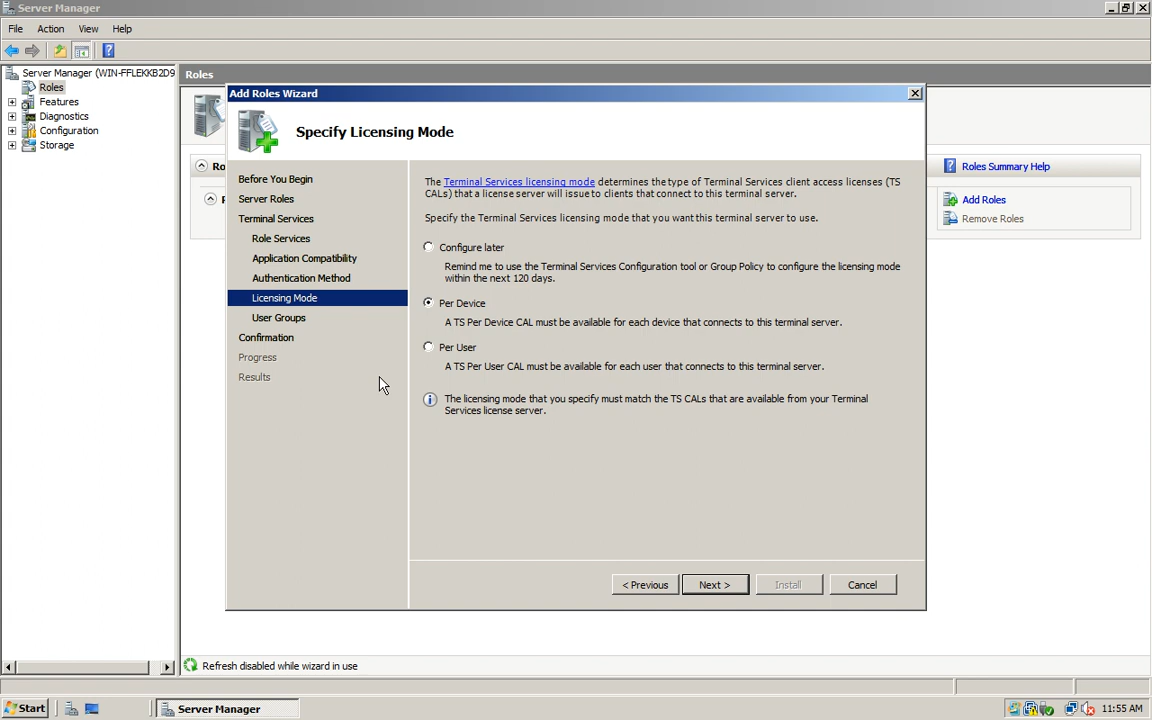 Server Manager
File Action View Help
Server Manager (WIN-FFLEKKB2D9
Roles
Features
Diagnostics
Configuration
Storage
Roles
Ro
Add Roles Wizard
Specify Licensing Mode
Before You Begin
Server Roles
Terminal Services
Role Services
Application Compatibility
Authentication Method
Licensing Mode
User Groups
Confirmation
Progress
Results
The Terminal Services licensing mode determines the type of Terminal Services client access licenses (TS
CALs) that a license server will issue to clients that connect to this terminal server.
Specify the Terminal Services licensing mode that you want this terminal server to use.
Configure later
Remind me to use the Terminal Services Configuration tool or Group Policy to configure the licensing mode
within the next 120 days.
Per Device
A TS Per Device CAL must be available for each device that connects to this terminal server.
Per User
A TS Per User CAL must be available for each user that connects to this terminal server.
The licensing mode that you specify must match the TS CALs that are available from your Terminal
Services license server.
< Previous Next > Install Cancel
Roles Summary Help
Add Roles
Remove Roles
Refresh disabled while wizard in use
Start Server Manager 11:55 AM